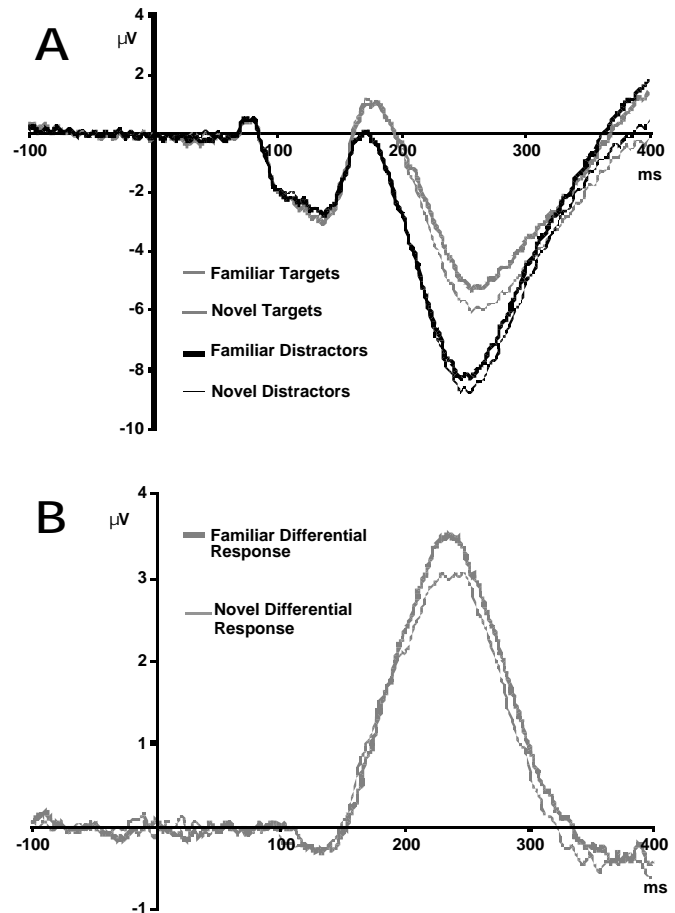 A
4
μV
2
0
-100
100
200
300
400
ms
-2
-4
Familiar Targets
-6
Novel Targets
Familiar Distractors
-8
Novel Distractors
-10
B
4
μV
Familiar Differential
Response
3
Novel Differential
Response
2
1
0
-100
100
200
300
400
ms
-1